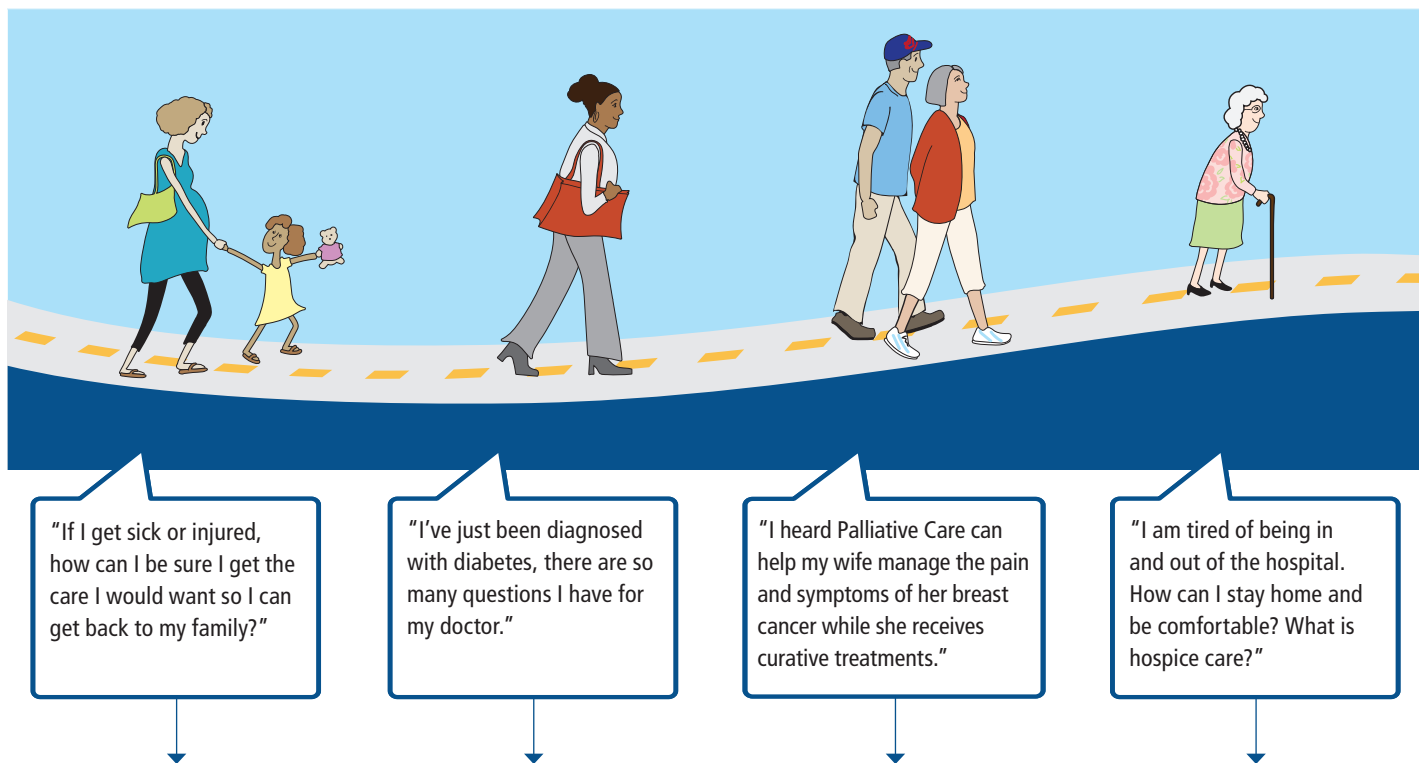 "If I get sick or injured,
how can I be sure I get the
care I would want so I can
get back to my family?"
"I've just been diagnosed
with diabetes, there are so
many questions I have for
my doctor."
"I heard Palliative Care can
help my wife manage the pain
and symptoms of her breast
cancer while she receives
curative treatments."
"I am tired of being in
and out of the hospital.
How can I stay home and
be comfortable? What is
hospice care?"